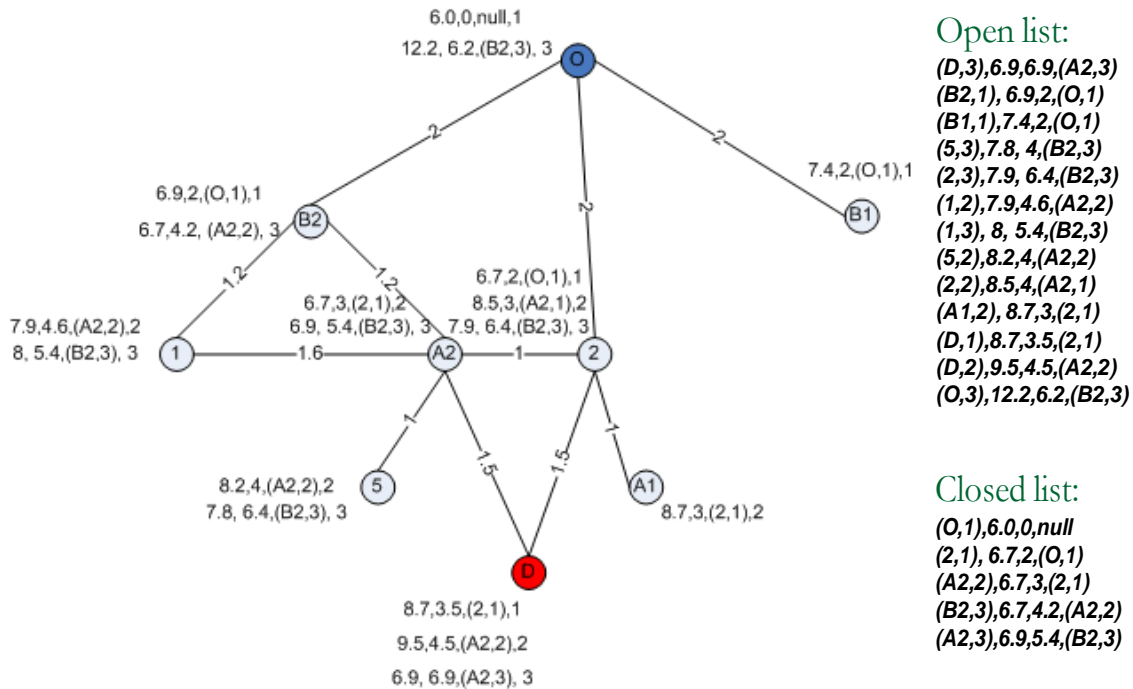 6.0,0,null,1
12.2, 6.2,(B2,3), 3
O
2
2
2
7.4,2,(O,1),1
B1
6.9,2,(O,1),1
6.7,4.2, (A2,2), 3
B2
1.2
1.2
6.7,2,(O,1),1
6.7,3,(2,1),2
8.5,3,(A2,1),2
6.9, 5.4,(B2,3), 3
7.9, 6.4,(B2,3), 3
7.9,4.6,(A2,2),2
8, 5.4,(B2,3), 3
1
1.6
A2
1
2
1
1.5
1.5
1
8.2,4,(A2,2),2
7.8, 6.4,(B2,3), 3
5
A1
8.7,3,(2,1),2
D
8.7,3.5,(2,1),1
9.5,4.5,(A2,2),2
6.9, 6.9,(A2,3), 3
Open list:
(D,3),6.9,6.9,(A2,3)
(B2,1), 6.9,2,(O,1)
(B1,1),7.4,2,(O,1)
(5,3),7.8, 4,(B2,3)
(2,3),7.9, 6.4,(B2,3)
(1,2),7.9,4.6,(A2,2)
(1,3), 8, 5.4,(B2,3)
(5,2),8.2,4,(A2,2)
(2,2),8.5,4,(A2,1)
(A1,2), 8.7,3,(2,1)
(D,1),8.7,3.5,(2,1)
(D,2),9.5,4.5,(A2,2)
(O,3),12.2,6.2,(B2,3)
Closed list:
(O,1),6.0,0,null
(2,1), 6.7,2,(O,1)
(A2,2),6.7,3,(2,1)
(B2,3),6.7,4.2,(A2,2)
(A2,3),6.9,5.4,(B2,3)